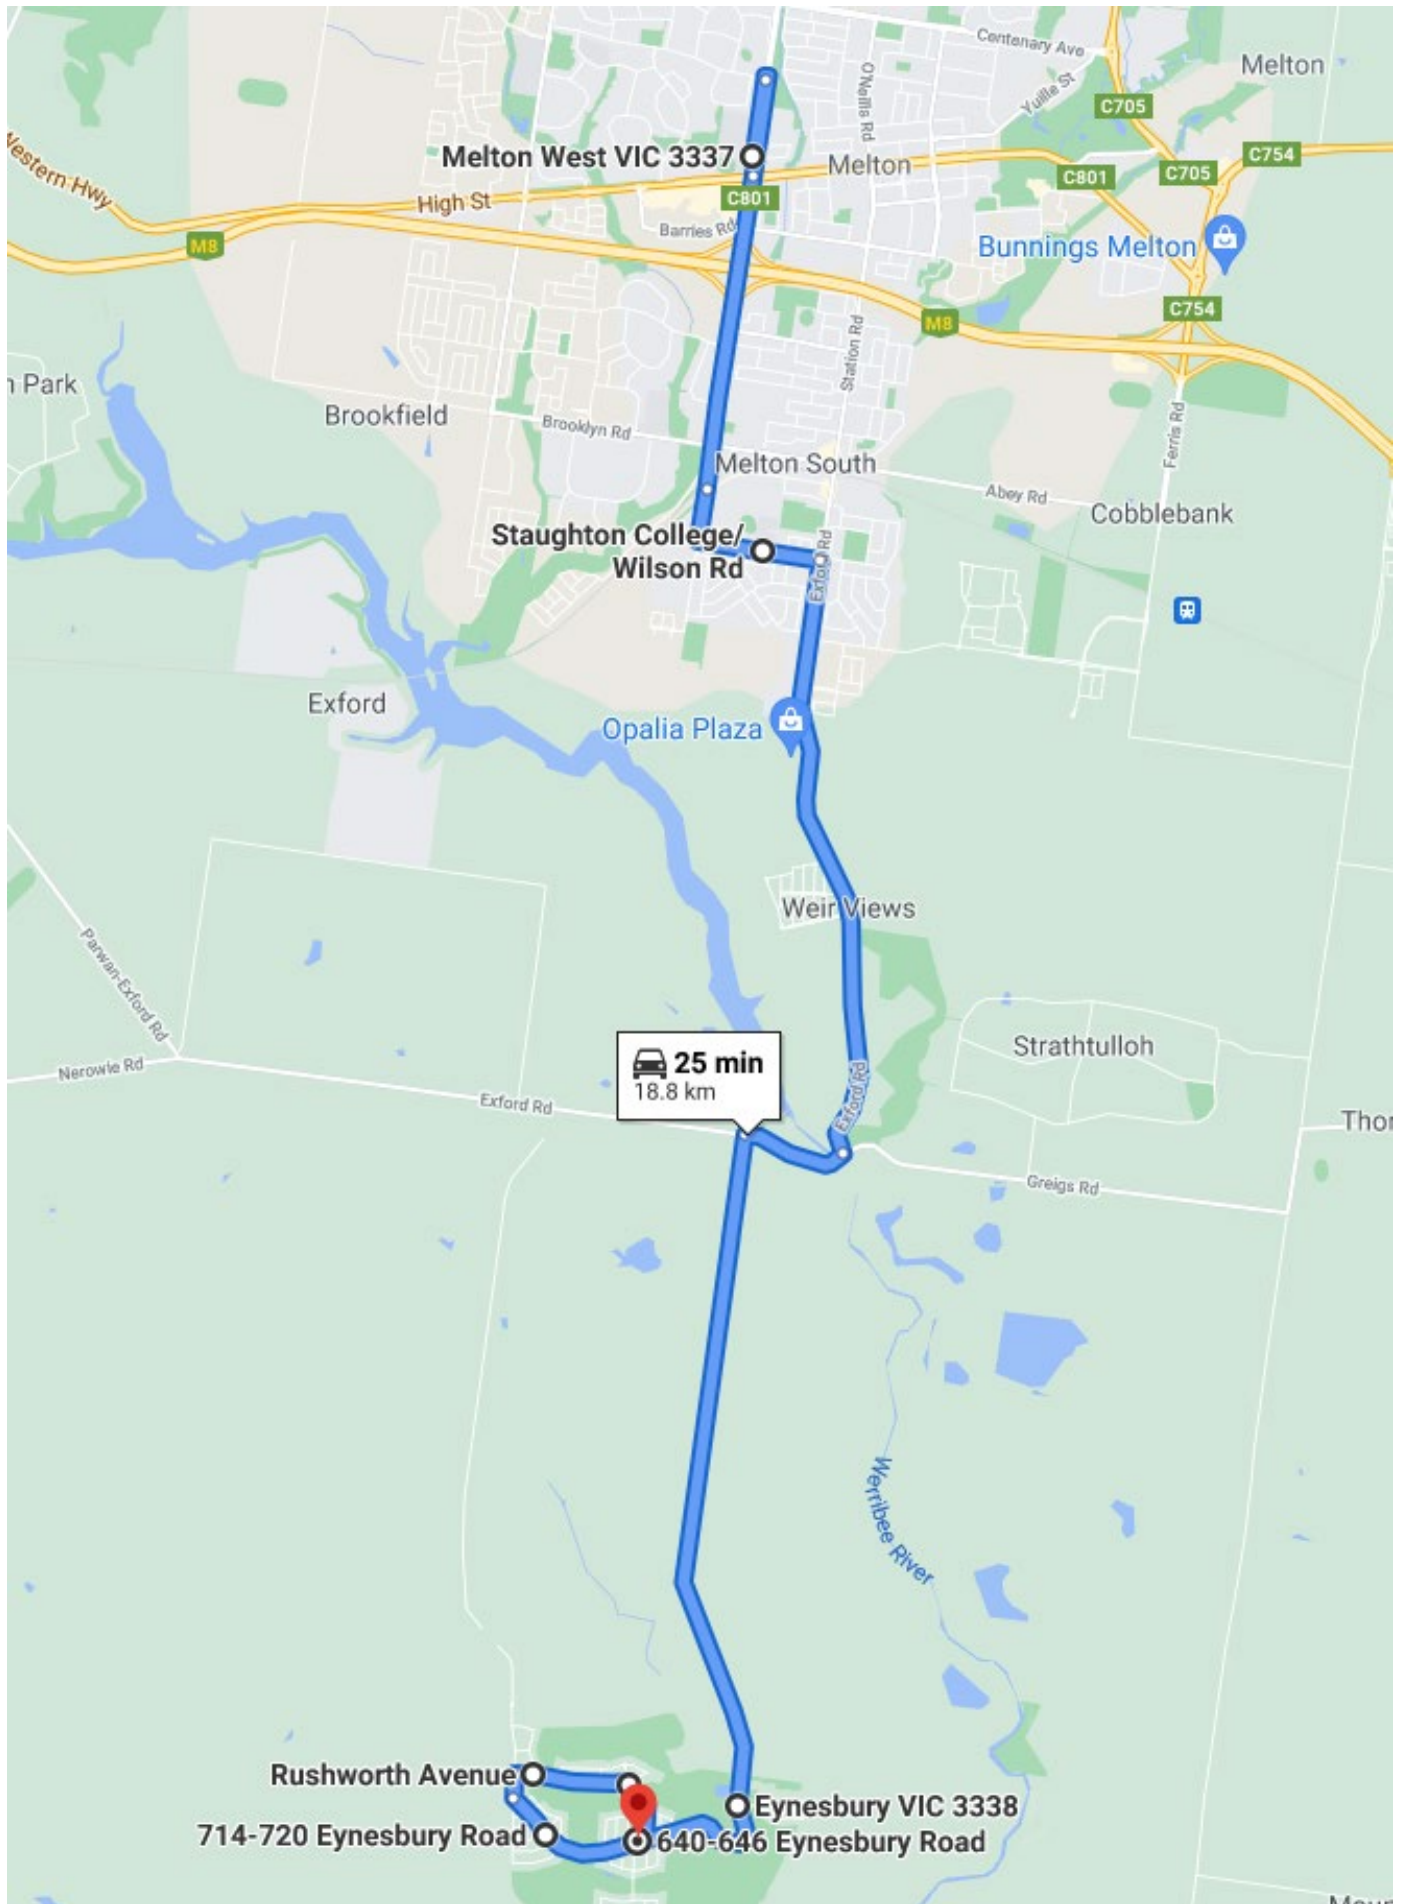 Centenary Ave
Melton
O'Neills Rd
Yuille St
C705
Western Hwy
Melton West VIC 3337
Melton
C754
C801
C705
High St
C801
Barries Rd
M8
Bunnings Melton
C754
M8
Station Rd
n Park
Brookfield
Brooklyn Rd
Ferris Rd
Melton South
Abey Rd
Cobblebank
Staughton College/
Wilson Rd
Exford Rd
Exford
Opalia Plaza
Weir Views
Parwan-Exford Rd
Strathtulloh
25 min
18.8 km
Nerowie Rd
Exford Rd
Exford Rd
Thor
Greigs Rd
Werribee River
Rushworth Avenue
Eynesbury VIC 3338
714-720 Eynesbury Road
640-646 Eynesbury Road